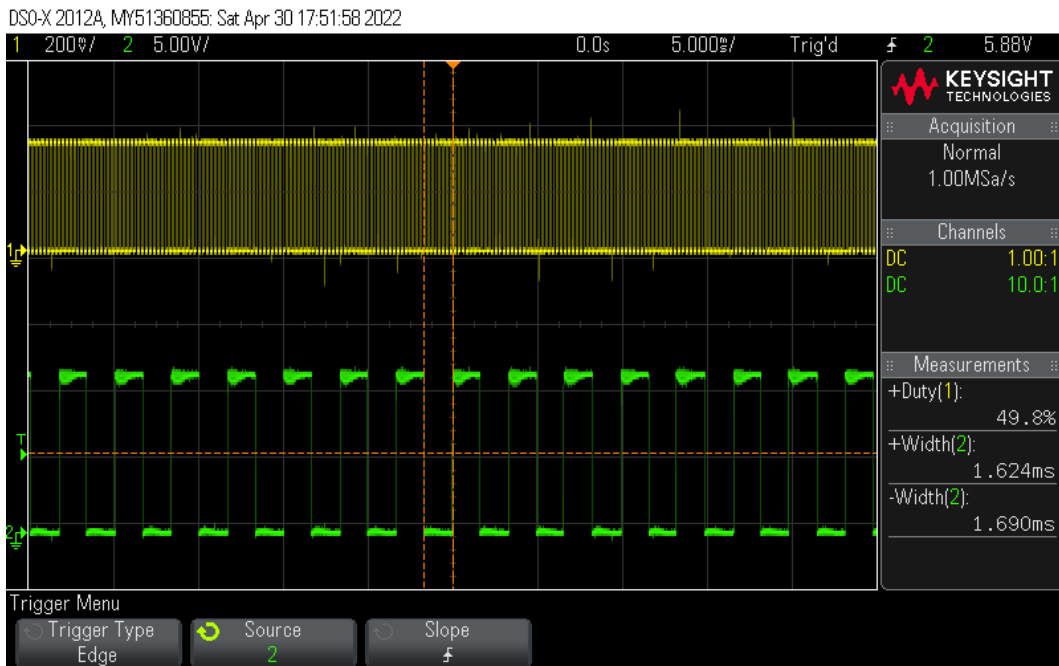 DSO-X 2012A, MY51360855: Sat Apr 30 17:51:58 2022
1 200mV/ 2 5.00V/ 0.0s 5.000ms/ Trig'd 2 5.88V
KEYSIGHT
TECHNOLOGIES
Acquisition
Normal
1.00MSa/s
Channels
DC 1.00:1
DC 10.0:1
Measurements
+Duty(1):
49.8%
+Width(2):
1.624ms
-Width(2):
1.690ms
1
T
2
Trigger Menu
Trigger Type
Edge
Source
2
Slope